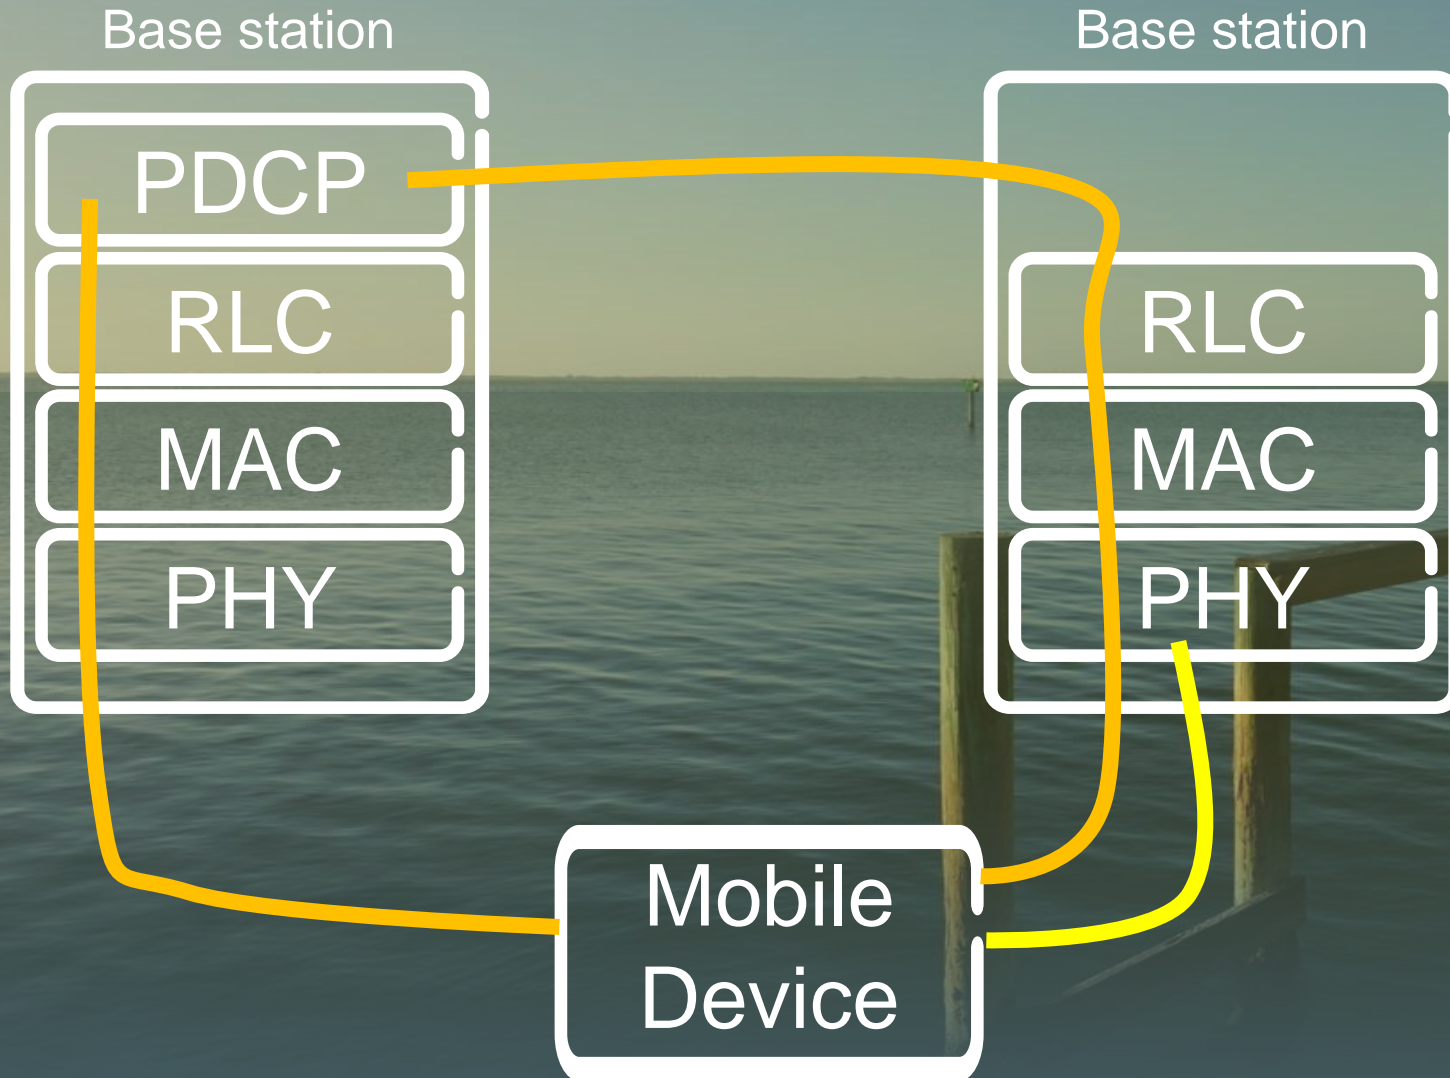 Base station
PDCP
RLC
MAC
PHY
Base station
RLC
MAC
PHY
Mobile
Device